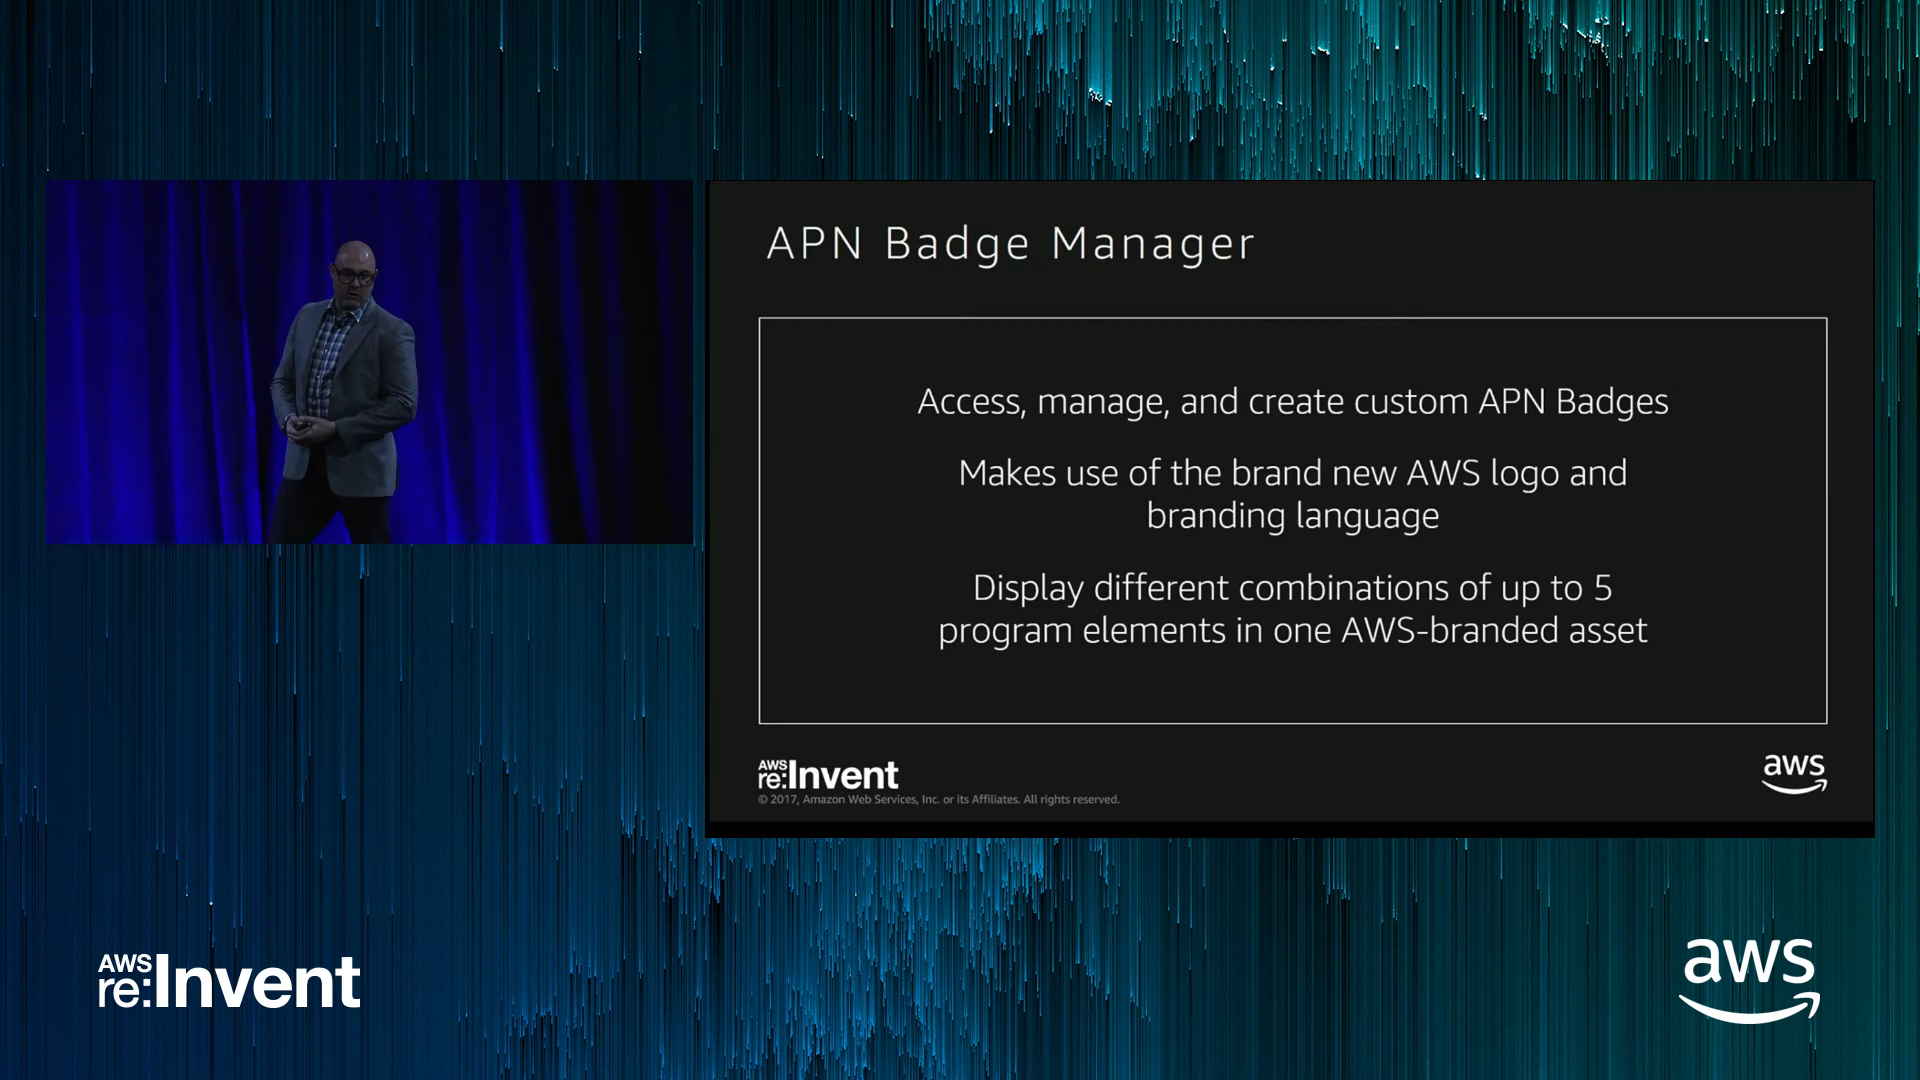 APN Badge Manager
Access, manage, and create custom APN Badges
Makes use of the brand new AWS logo and
branding language
Display different combinations of up to 5
program elements in one AWS-branded asset
AWS
re:Invent
© 2017, Amazon Web Services, Inc. or its Affiliates. All rights reserved.
aws
AWS
re:Invent
aws